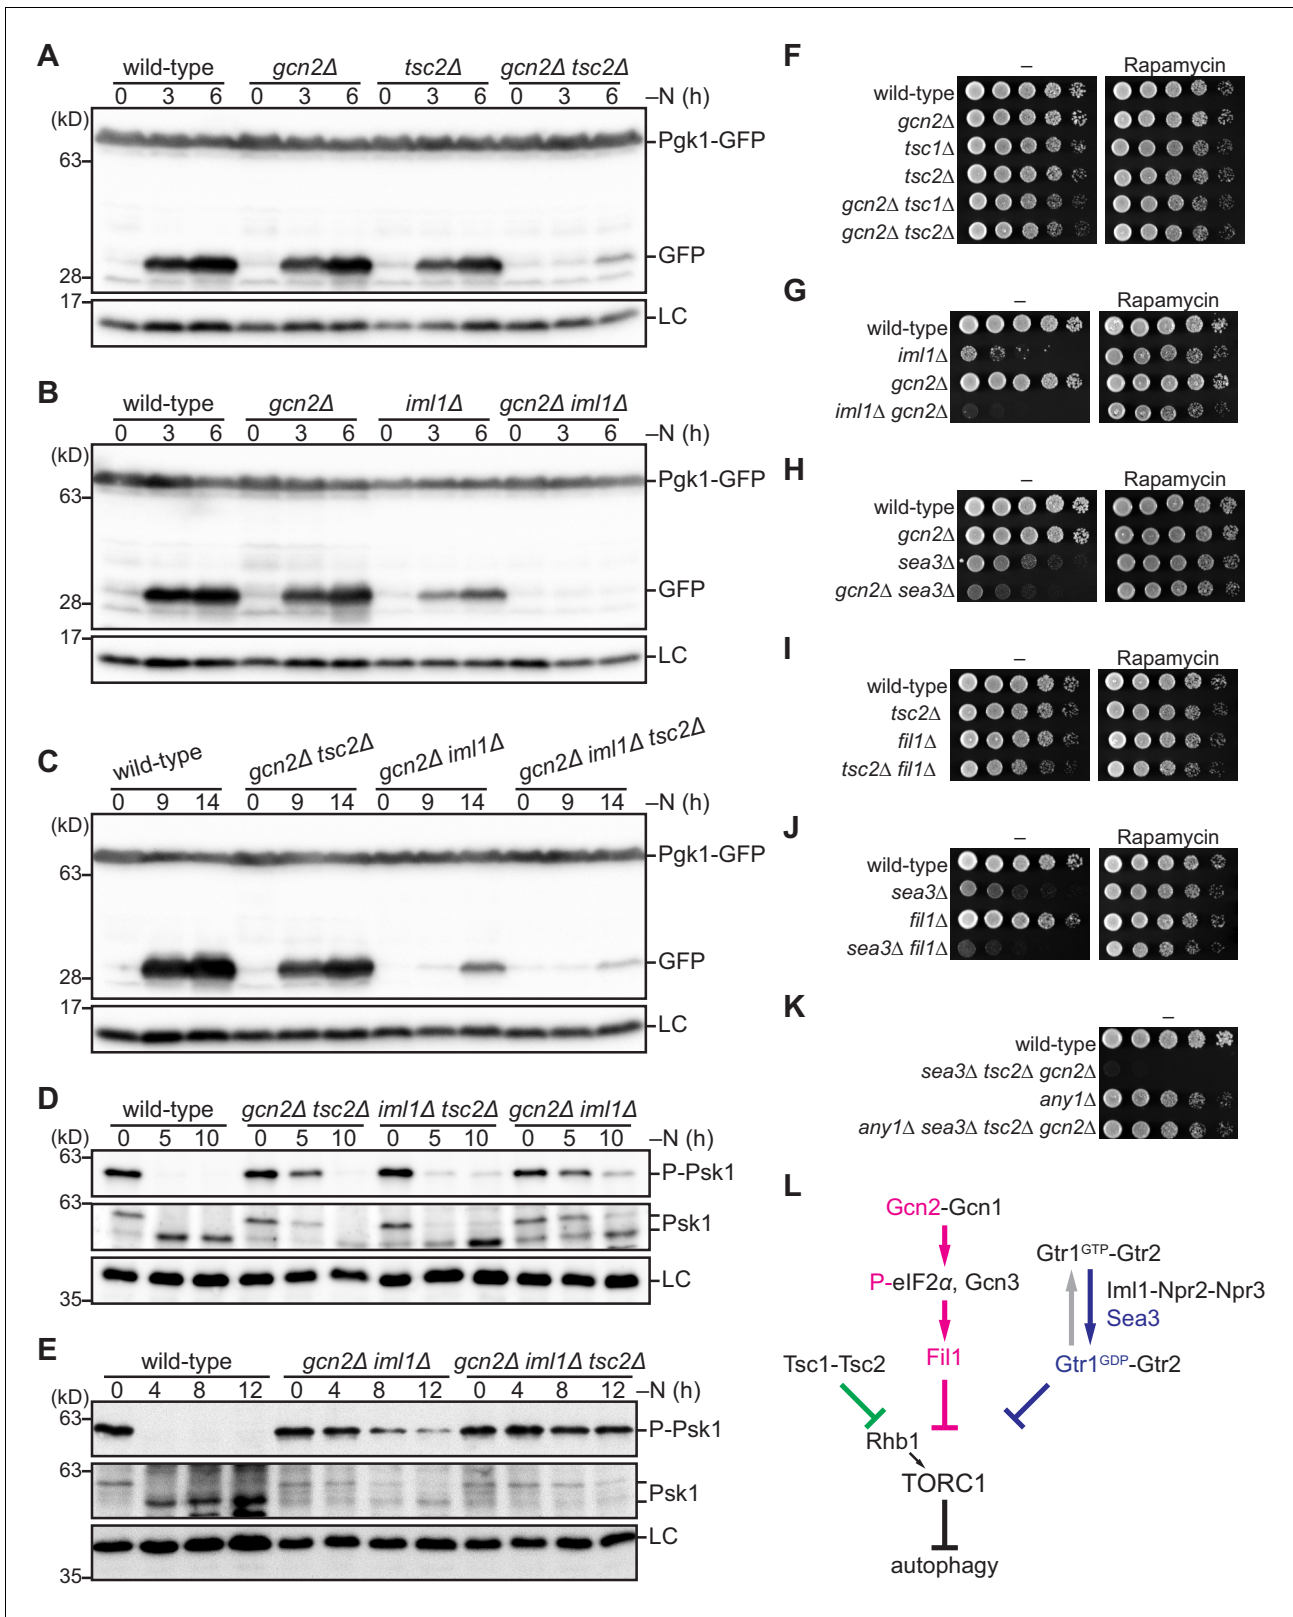 A
wild-type gcn2Δ tsc2Δ gcn2Δ tsc2Δ
0 3 6 0 3 6 0 3 6 0 3 6 –N (h)
(kD)
Pgk1-GFP
63
GFP
28
17
LC
B
wild-type gcn2Δ iml1Δ gcn2Δ iml1Δ
0 3 6 0 3 6 0 3 6 0 3 6 –N (h)
(kD)
Pgk1-GFP
63
GFP
28
17
LC
C
wild-type gcn2Δ tsc2Δ gcn2Δ iml1Δ gcn2Δ iml1Δ tsc2Δ
0 9 14 0 9 14 0 9 14 0 9 14 –N (h)
(kD)
Pgk1-GFP
63
GFP
28
17
LC
D
wild-type gcn2Δ tsc2Δ iml1Δ tsc2Δ gcn2Δ iml1Δ
(kD) 0 5 10 0 5 10 0 5 10 0 5 10 –N (h)
63
P-Psk1
63
Psk1
LC
35
E
wild-type gcn2Δ iml1Δ gcn2Δ iml1Δ tsc2Δ
0 4 8 12 0 4 8 12 0 4 8 12 –N (h)
(kD)
63
P-Psk1
63
Psk1
LC
35
F
– Rapamycin
wild-type
gcn2Δ
tsc1Δ
tsc2Δ
gcn2Δ tsc1Δ
gcn2Δ tsc2Δ
G
– Rapamycin
wild-type
iml1Δ
gcn2Δ
iml1Δ gcn2Δ
H
– Rapamycin
wild-type
gcn2Δ
sea3Δ
gcn2Δ sea3Δ
I
– Rapamycin
wild-type
tsc2Δ
fil1Δ
tsc2Δ fil1Δ
J
– Rapamycin
wild-type
sea3Δ
fil1Δ
sea3Δ fil1Δ
K
–
wild-type
sea3Δ tsc2Δ gcn2Δ
any1Δ
any1Δ sea3Δ tsc2Δ gcn2Δ
L
Gcn2-Gcn1
Gtr1GTP-Gtr2
P-eIF2α, Gcn3
Iml1-Npr2-Npr3
Sea3
Tsc1-Tsc2
Fil1
Gtr1GDP-Gtr2
Rhb1
TORC1
autophagy